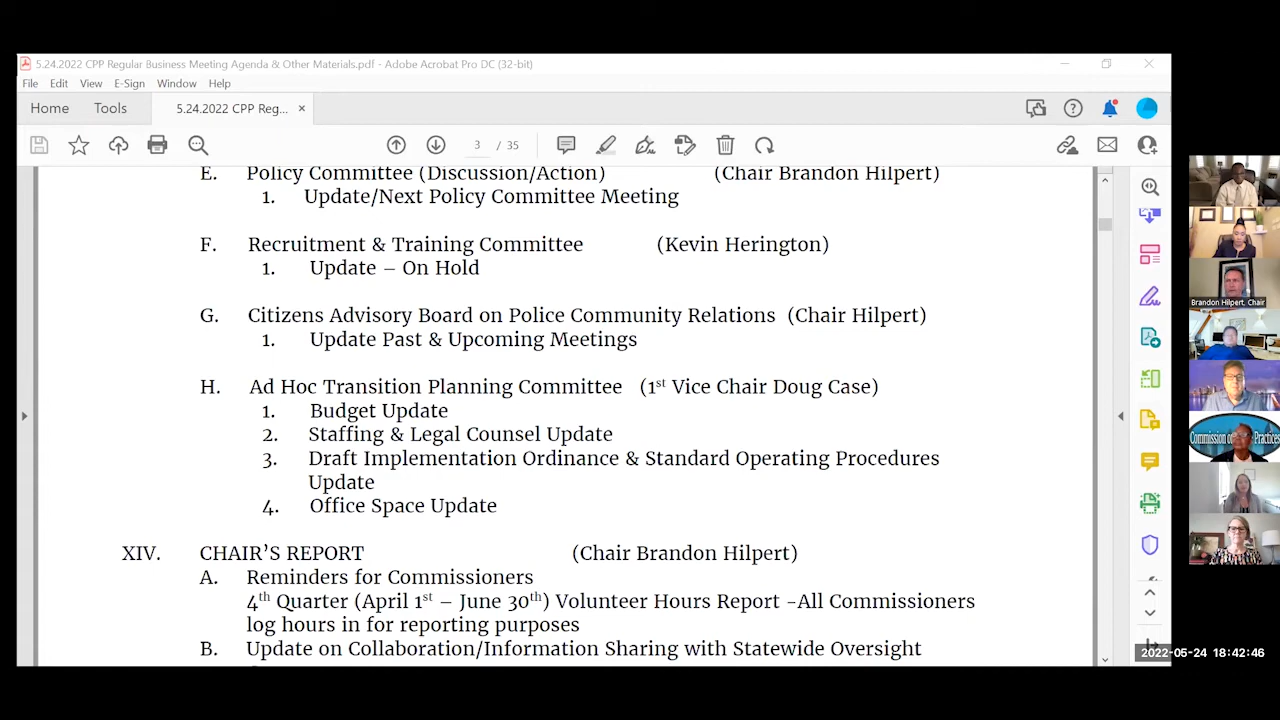 5.24.2022 CPP Regular Business Meeting Agenda & Other Materials.pdf - Adobe Acrobat Pro DC (32-bit)
File Edit View E-Sign Window Help
Home Tools 5.24.2022 CPP Reg... ×
3 / 35
E. Policy Committee (Discussion/Action) (Chair Brandon Hilpert)
1. Update/Next Policy Committee Meeting
F. Recruitment & Training Committee (Kevin Herington)
1. Update – On Hold
G. Citizens Advisory Board on Police Community Relations (Chair Hilpert)
1. Update Past & Upcoming Meetings
H. Ad Hoc Transition Planning Committee (1st Vice Chair Doug Case)
1. Budget Update
2. Staffing & Legal Counsel Update
3. Draft Implementation Ordinance & Standard Operating Procedures
Update
4. Office Space Update
XIV. CHAIR'S REPORT (Chair Brandon Hilpert)
A. Reminders for Commissioners
4th Quarter (April 1st – June 30th) Volunteer Hours Report -All Commissioners
log hours in for reporting purposes
B. Update on Collaboration/Information Sharing with Statewide Oversight
Brandon Hilpert, Chair
Commission o
Practices
2022-05-24 18:42:46